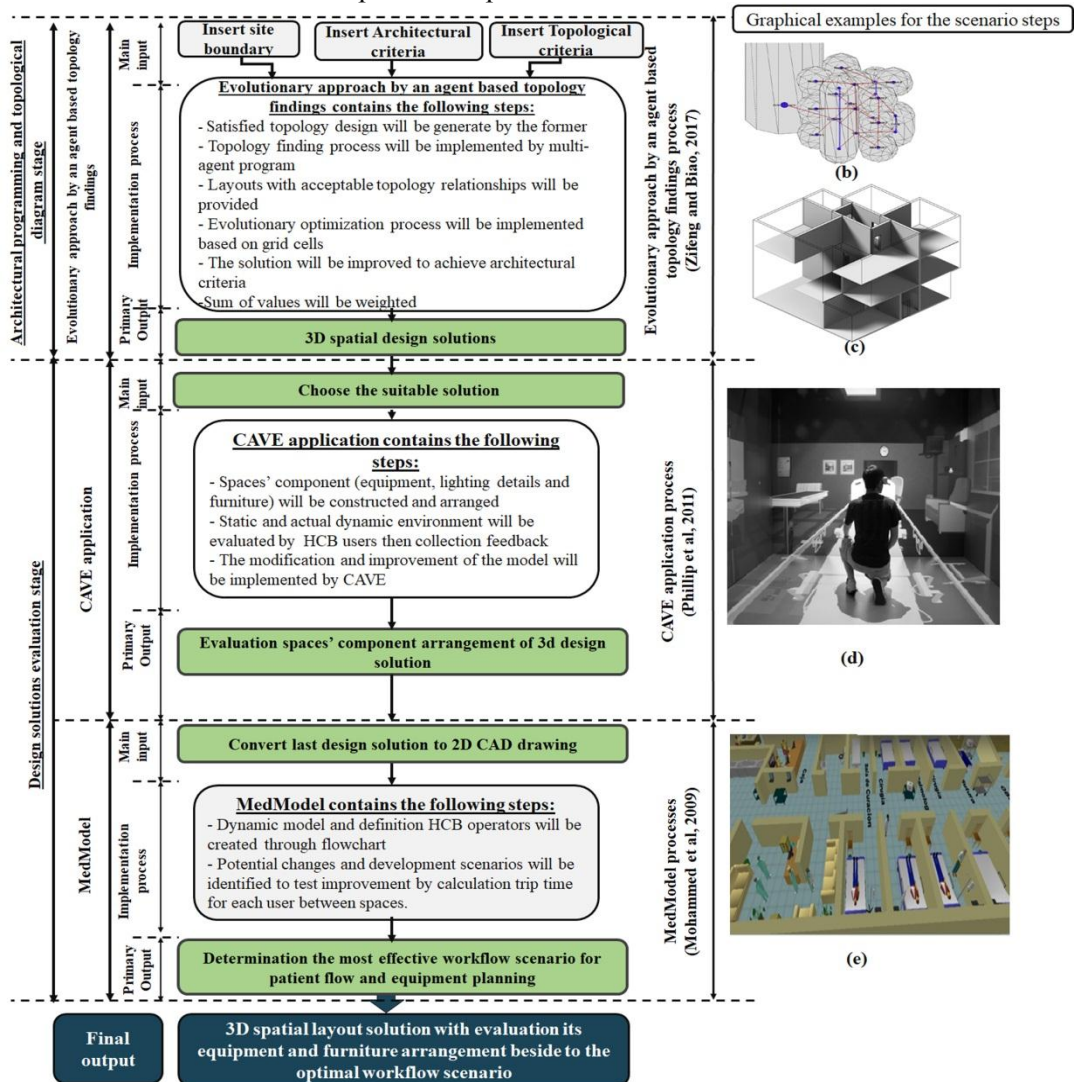 Graphical examples for the scenario steps
Architectural programming and topological
diagram stage
Evolutionary approach by an agent based topology
findings
Main
input
Insert site
boundary
Insert Architectural
criteria
Insert Topological
criteria
Implementation process
Evolutionary approach by an agent based topology
findings contains the following steps:
- Satisfied topology design will be generate by the former
- Topology finding process will be implemented by multi-
agent program
- Layouts with acceptable topology relationships will be
provided
- Evolutionary optimization process will be implemented
based on grid cells
- The solution will be improved to achieve architectural
criteria
-Sum of values will be weighted
Primary
Output
3D spatial design solutions
Evolutionary approach by an agent based
topology findings process
(Zifeng and Biao, 2017)
(b)
(c)
Design solutions evaluation stage
CAVE application
Main
input
Choose the suitable solution
Implementation process
CAVE application contains the following
steps:
- Spaces' component (equipment, lighting details and
furniture) will be constructed and arranged
- Static and actual dynamic environment will be
evaluated by HCB users then collection feedback
- The modification and improvement of the model will
be implemented by CAVE
Primary
Output
Evaluation spaces' component arrangement of 3d design
solution
CAVE application process
(Phillip et al, 2011)
(d)
MedModel
Main
input
Convert last design solution to 2D CAD drawing
Implementation
process
MedModel contains the following steps:
- Dynamic model and definition HCB operators will be
created through flowchart
- Potential changes and development scenarios will be
identified to test improvement by calculation trip time
for each user between spaces.
Primary
Output
Determination the most effective workflow scenario for
patient flow and equipment planning
MedModel processes
(Mohammed et al, 2009)
Sala de Curacion
Cirugia
(e)
Final
output
3D spatial layout solution with evaluation its
equipment and furniture arrangement beside to the
optimal workflow scenario